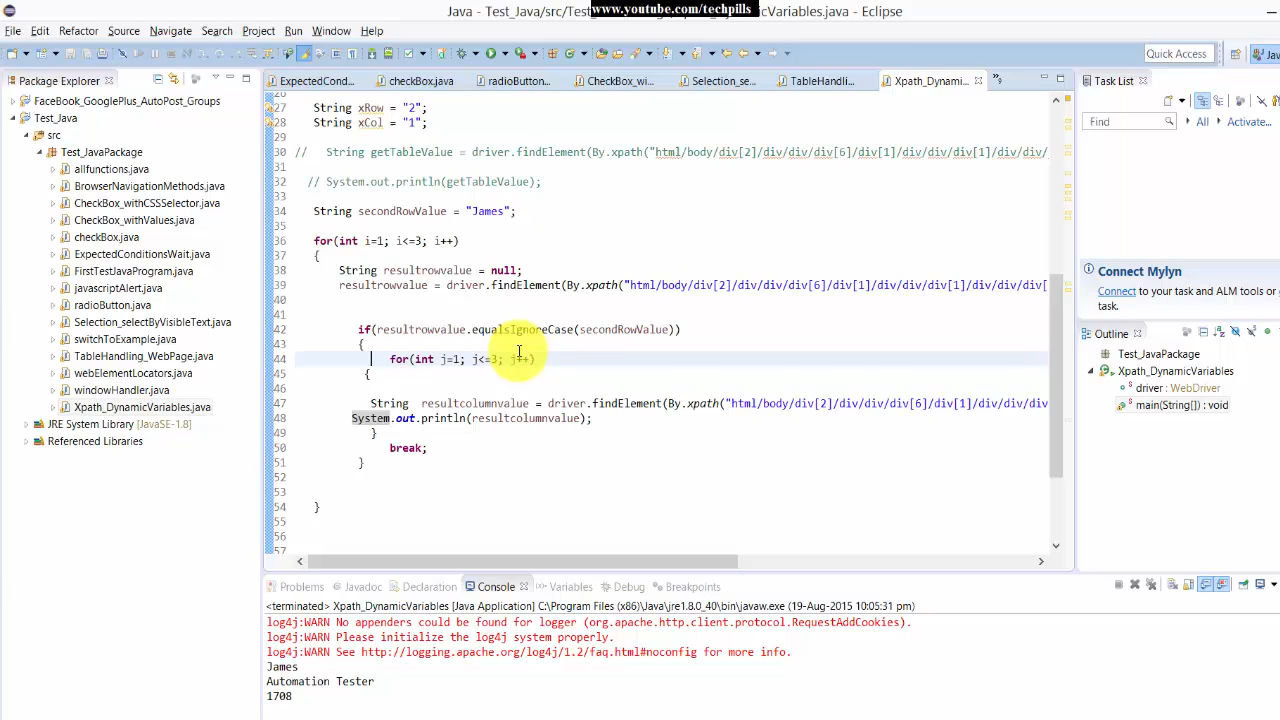 www.youtube.com/techpills
Java - Test_Java/src/Tes
DynamicVariables.java - Eclipse
File Edit Refactor Source Navigate Search Project Run Window Help
Quick Access
Package Explorer
ExpectedCond... checkBox.java radioButton... CheckBox_wi... Selection_se... TableHandli... Xpath_Dynami...
Task List
FaceBook_GooglePlus_AutoPost_Groups
Test_Java
src
Test_JavaPackage
allfunctions.java
BrowserNavigationMethods.java
CheckBox_withCSSSelector.java
CheckBox_withValues.java
checkBox.java
ExpectedConditionsWait.java
FirstTestJavaProgram.java
javascriptAlert.java
radioButton.java
Selection_selectByVisibleText.java
switchToExample.java
TableHandling_WebPage.java
webElementLocators.java
windowHandler.java
Xpath_DynamicVariables.java
JRE System Library [JavaSE-1.8]
Referenced Libraries
26
27 String xRow = "2";
28 String xCol = "1";
29
30 // String getTableValue = driver.findElement(By.xpath("html/body/div[2]/div/div/div[6]/div[1]/div/div/div[1]/div/div/
31
32 // System.out.println(getTableValue);
33
34 String secondRowValue = "James";
35
36 for(int i=1; i<=3; i++)
37 {
38 String resultrowvalue = null;
39 resultrowvalue = driver.findElement(By.xpath("html/body/div[2]/div/div/div[6]/div[1]/div/div/div[1]/div/div[
40
41
42 if(resultrowvalue.equalsIgnoreCase(secondRowValue))
43 {
44 for(int j=1; j<=3; j++)
45 {
46
47 String resultcolumnvalue = driver.findElement(By.xpath("html/body/div[2]/div/div/div[6]/div[1]/div/div/div[
48 System.out.println(resultcolumnvalue);
49 }
50 break;
51 }
52
53
54 }
55
56
57
Find All Activate...
Connect Mylyn
Connect to your task and ALM tools or
Outline
Test_JavaPackage
Xpath_DynamicVariables
driver : WebDriver
main(String[]) : void
Problems Javadoc Declaration Console Variables Debug Breakpoints
<terminated> Xpath_DynamicVariables [Java Application] C:\Program Files (x86)\Java\jre1.8.0_40\bin\javaw.exe (19-Aug-2015 10:05:31 pm)
log4j:WARN No appenders could be found for logger (org.apache.http.client.protocol.RequestAddCookies).
log4j:WARN Please initialize the log4j system properly.
log4j:WARN See http://logging.apache.org/log4j/1.2/faq.html#noconfig for more info.
James
Automation Tester
1708